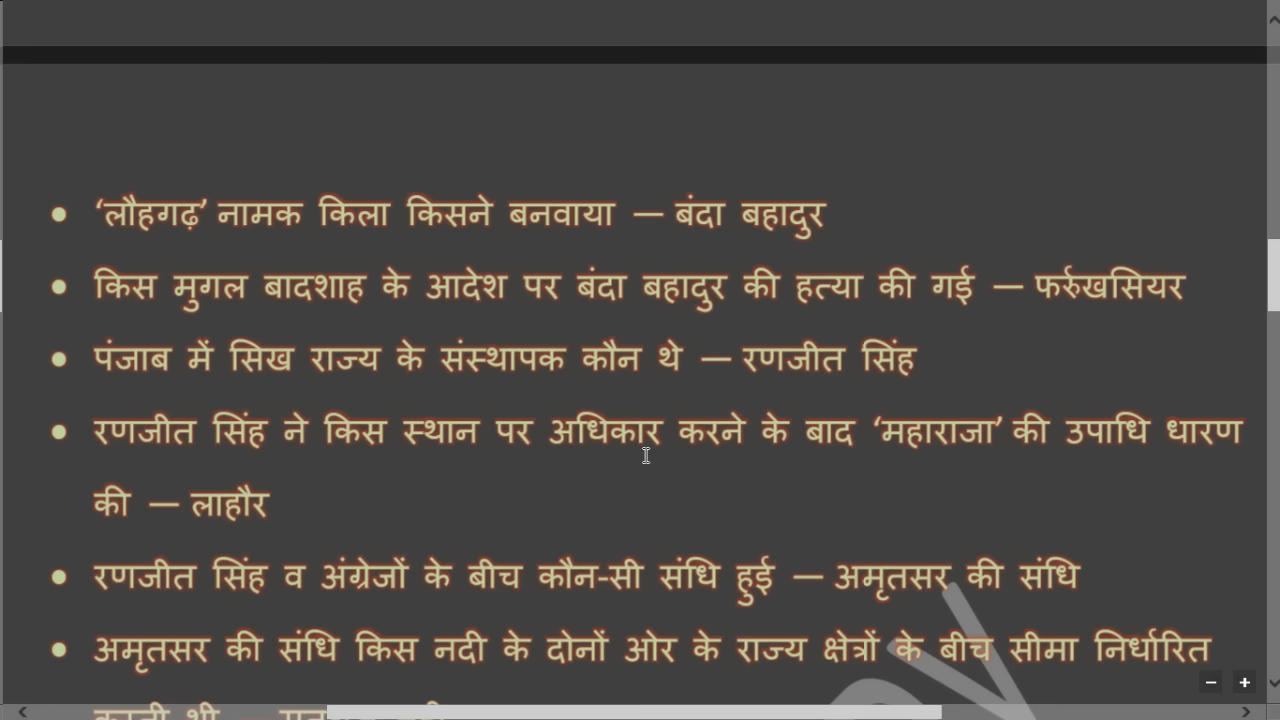 • ‘लौहगढ़’ नामक किला किसने बनवाया — बंदा बहादुर
• किस मुगल बादशाह के आदेश पर बंदा बहादुर की हत्या की गई — फर्रुखसियर
• पंजाब में सिख राज्य के संस्थापक कौन थे — रणजीत सिंह
• रणजीत सिंह ने किस स्थान पर अधिकार करने के बाद ‘महाराजा’ की उपाधि धारण
की — लाहौर
• रणजीत सिंह व अंग्रेजों के बीच कौन-सी संधि हुई — अमृतसर की संधि
• अमृतसर की संधि किस नदी के दोनों ओर के राज्य क्षेत्रों के बीच सीमा निर्धारित